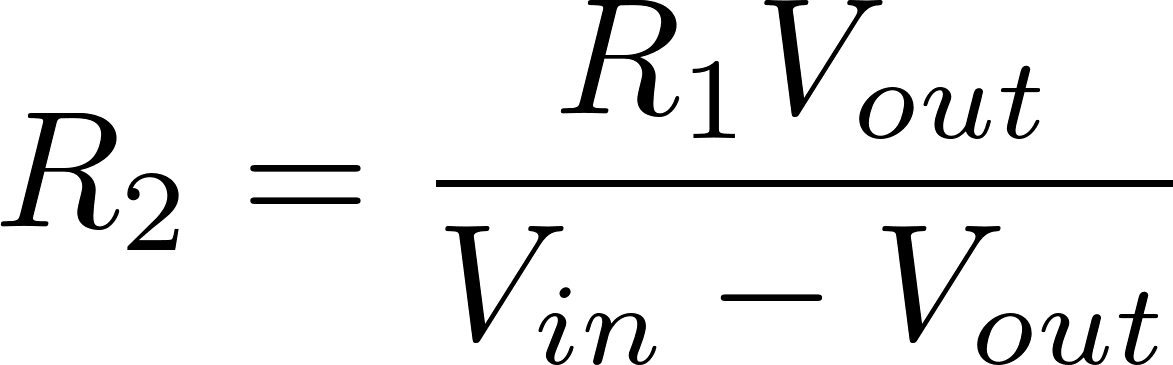 R_2 = \frac{R_1 V_{out}}{V_{in} - V_{out}}